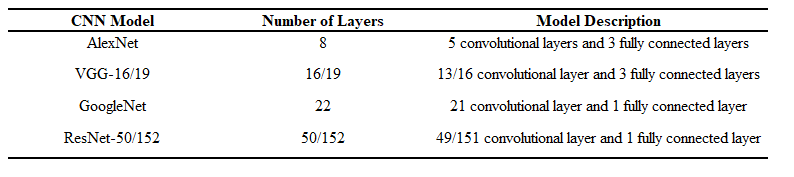 CNN Model Number of Layers Model Description
AlexNet 8 5 convolutional layers and 3 fully connected layers
VGG-16/19 16/19 13/16 convolutional layer and 3 fully connected layers
GoogleNet 22 21 convolutional layer and 1 fully connected layer
ResNet-50/152 50/152 49/151 convolutional layer and 1 fully connected layer